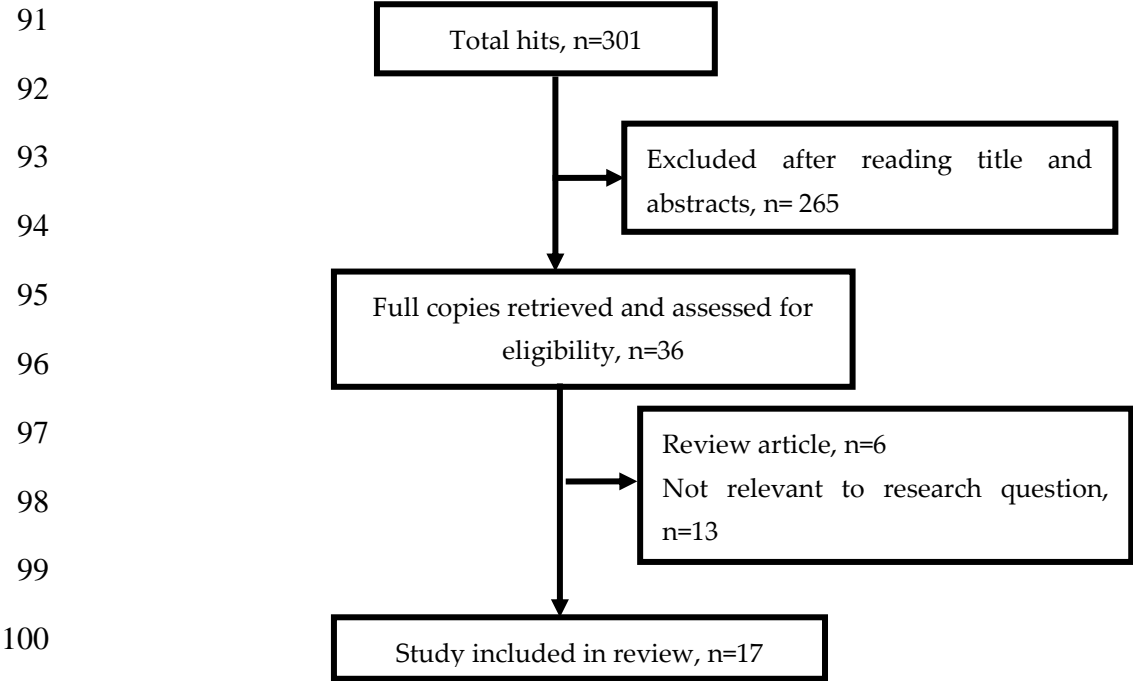 91
Total hits, n=301
92
93
Excluded after reading title and
abstracts, n= 265
94
95
Full copies retrieved and assessed for
eligibility, n=36
96
97
Review article, n=6
98
Not relevant to research question,
n=13
99
100
Study included in review, n=17